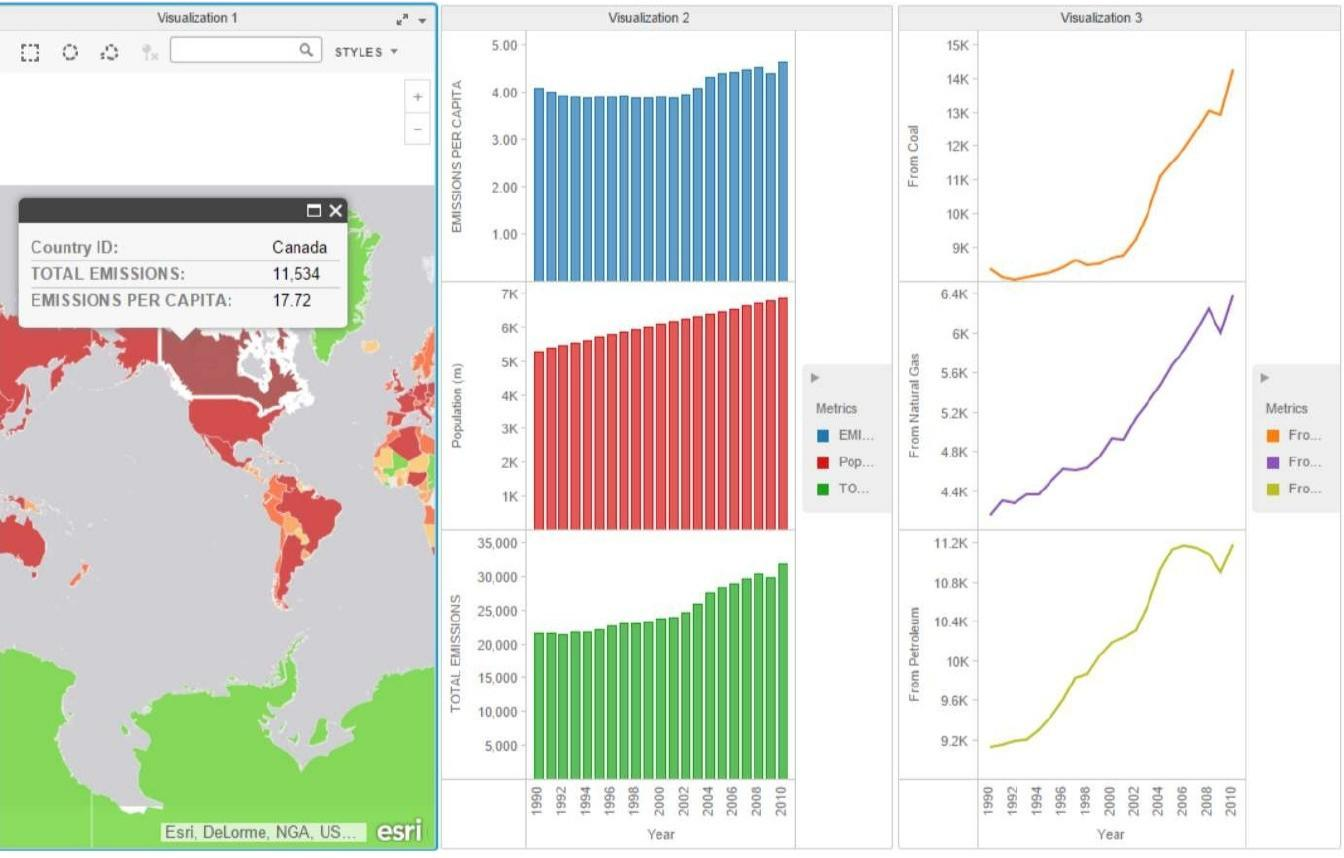 Visualization 1
STYLES
+
−
Country ID: Canada
TOTAL EMISSIONS: 11,534
EMISSIONS PER CAPITA: 17.72
Esri, DeLorme, NGA, US...
esri
Visualization 2
EMISSIONS PER CAPITA
5.00
4.00
3.00
2.00
1.00
Population (m)
7K
6K
5K
4K
3K
2K
1K
TOTAL EMISSIONS
35,000
30,000
25,000
20,000
15,000
10,000
5,000
1990 1992 1994 1996 1998 2000 2002 2004 2006 2008 2010
Year
Metrics
EMI...
Pop...
TO...
Visualization 3
From Coal
15K
14K
13K
12K
11K
10K
9K
From Natural Gas
6.4K
6K
5.6K
5.2K
4.8K
4.4K
From Petroleum
11.2K
10.8K
10.4K
10K
9.6K
9.2K
1990 1992 1994 1996 1998 2000 2002 2004 2006 2008 2010
Year
Metrics
Fro...
Fro...
Fro...